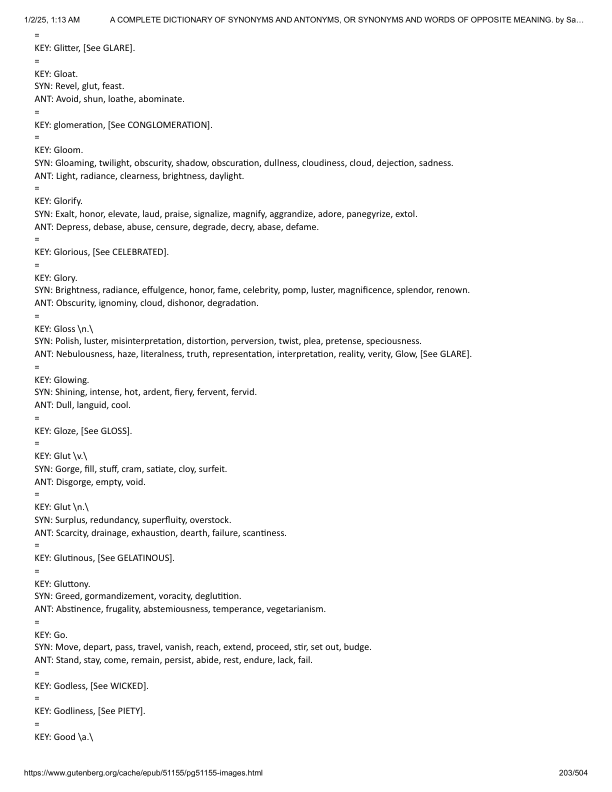 1/2/25, 1:13 AM A COMPLETE DICTIONARY OF SYNONYMS AND ANTONYMS, OR SYNONYMS AND WORDS OF OPPOSITE MEANING. by Sa…
=
KEY: Glitter, [See GLARE].
=
KEY: Gloat.
SYN: Revel, glut, feast.
ANT: Avoid, shun, loathe, abominate.
=
KEY: glomeration, [See CONGLOMERATION].
=
KEY: Gloom.
SYN: Gloaming, twilight, obscurity, shadow, obscuration, dullness, cloudiness, cloud, dejection, sadness.
ANT: Light, radiance, clearness, brightness, daylight.
=
KEY: Glorify.
SYN: Exalt, honor, elevate, laud, praise, signalize, magnify, aggrandize, adore, panegyrize, extol.
ANT: Depress, debase, abuse, censure, degrade, decry, abase, defame.
=
KEY: Glorious, [See CELEBRATED].
=
KEY: Glory.
SYN: Brightness, radiance, effulgence, honor, fame, celebrity, pomp, luster, magnificence, splendor, renown.
ANT: Obscurity, ignominy, cloud, dishonor, degradation.
=
KEY: Gloss \n.\
SYN: Polish, luster, misinterpretation, distortion, perversion, twist, plea, pretense, speciousness.
ANT: Nebulousness, haze, literalness, truth, representation, interpretation, reality, verity, Glow, [See GLARE].
=
KEY: Glowing.
SYN: Shining, intense, hot, ardent, fiery, fervent, fervid.
ANT: Dull, languid, cool.
=
KEY: Gloze, [See GLOSS].
=
KEY: Glut \v.\
SYN: Gorge, fill, stuff, cram, satiate, cloy, surfeit.
ANT: Disgorge, empty, void.
=
KEY: Glut \n.\
SYN: Surplus, redundancy, superfluity, overstock.
ANT: Scarcity, drainage, exhaustion, dearth, failure, scantiness.
=
KEY: Glutinous, [See GELATINOUS].
=
KEY: Gluttony.
SYN: Greed, gormandizement, voracity, deglutition.
ANT: Abstinence, frugality, abstemiousness, temperance, vegetarianism.
=
KEY: Go.
SYN: Move, depart, pass, travel, vanish, reach, extend, proceed, stir, set out, budge.
ANT: Stand, stay, come, remain, persist, abide, rest, endure, lack, fail.
=
KEY: Godless, [See WICKED].
=
KEY: Godliness, [See PIETY].
=
KEY: Good \a.\
https://www.gutenberg.org/cache/epub/51155/pg51155-images.html 203/504